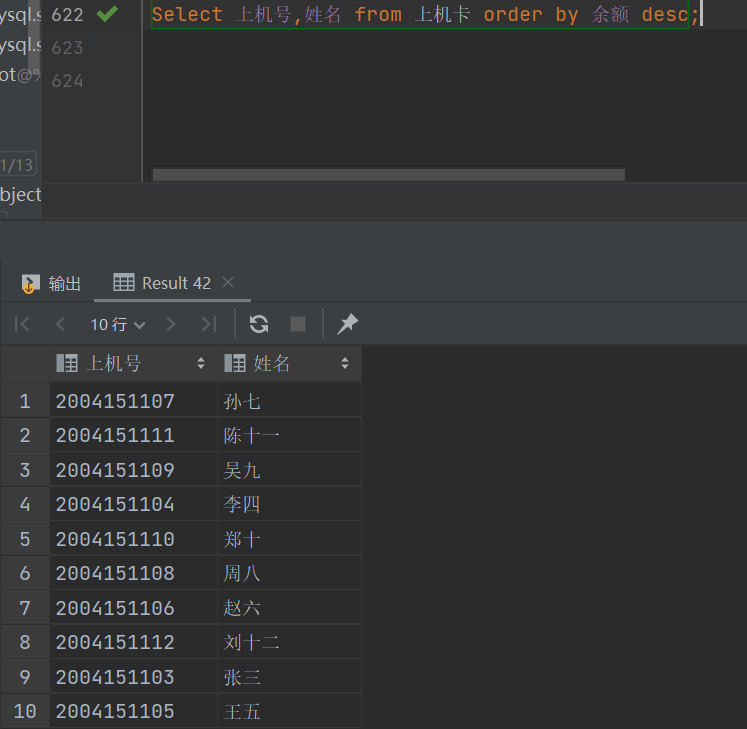 ysql.s
622 Select 上机号,姓名 from 上机卡 order by 余额 desc;
ysql.s
623
ot@%
624
1/13
bject
输出 Result 42
10 行
上机号 姓名
1 2004151107 孙七
2 2004151111 陈十一
3 2004151109 吴九
4 2004151104 李四
5 2004151110 郑十
6 2004151108 周八
7 2004151106 赵六
8 2004151112 刘十二
9 2004151103 张三
10 2004151105 王五